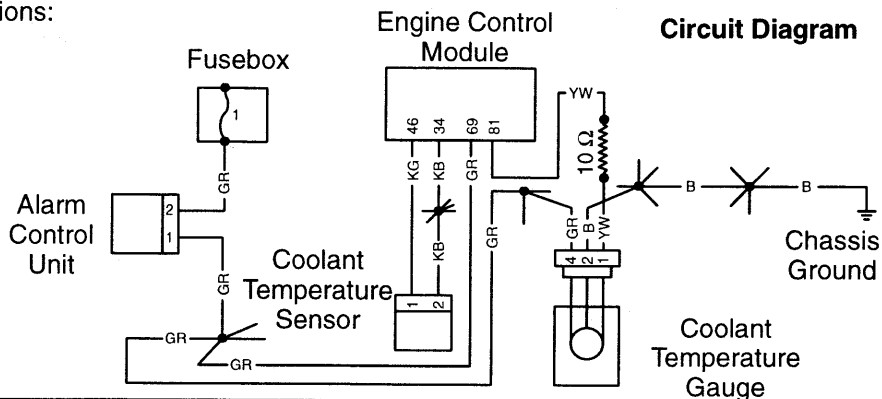 ions:
Engine Control
Module
Circuit Diagram
Fusebox
1
YW
46
34
69
81
10 Ω
KG
KB
GR
GR
Alarm
Control
Unit
2
1
B
B
GR
B
YW
KB
GR
Chassis
Ground
4
2
1
GR
Coolant
Temperature
Sensor
1
2
GR
GR
Coolant
Temperature
Gauge